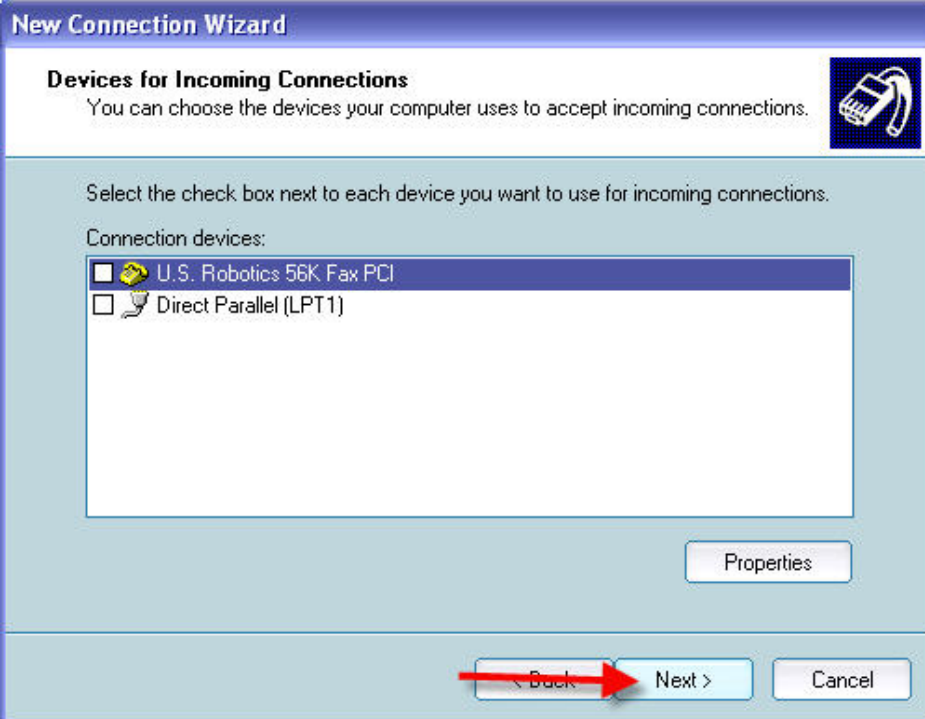 New Connection Wizard
Devices for Incoming Connections
You can choose the devices your computer uses to accept incoming connections.
Select the check box next to each device you want to use for incoming connections.
Connection devices:
U.S. Robotics 56K Fax PCI
Direct Parallel (LPT1)
Properties
< Back Next > Cancel